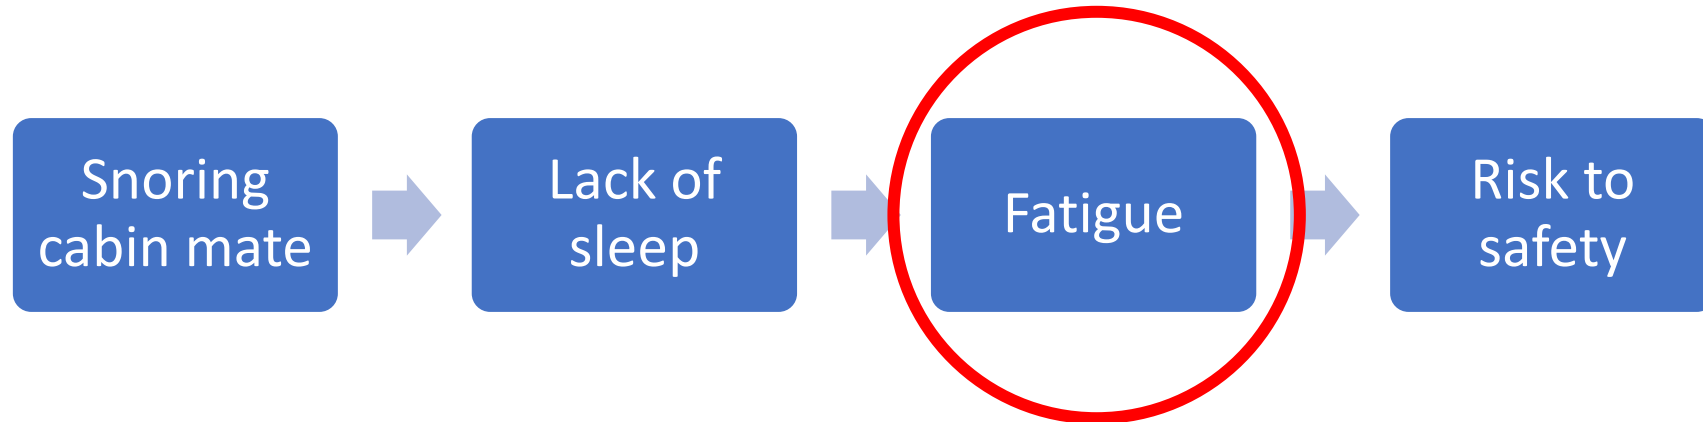 Snoring
cabin mate
Lack of
sleep
Fatigue
Risk to
safety